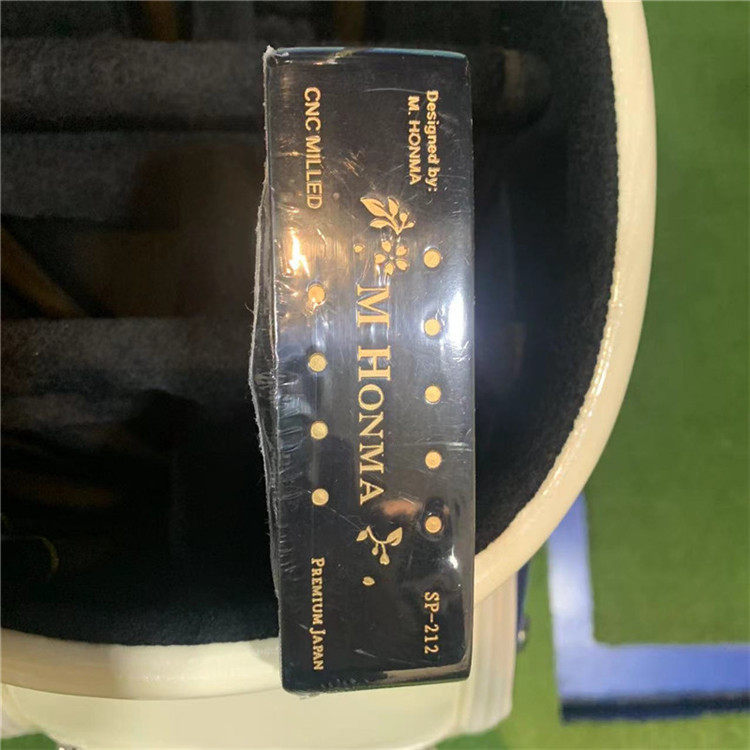 Designed by:
M. HONMA
SP-212
M HONMA
CNC MILLED
PREMIUM JAPAN